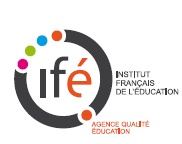 ifé
INSTITUT
FRANÇAIS
DE L'ÉDUCATION
AGENCE QUALITÉ
ÉDUCATION